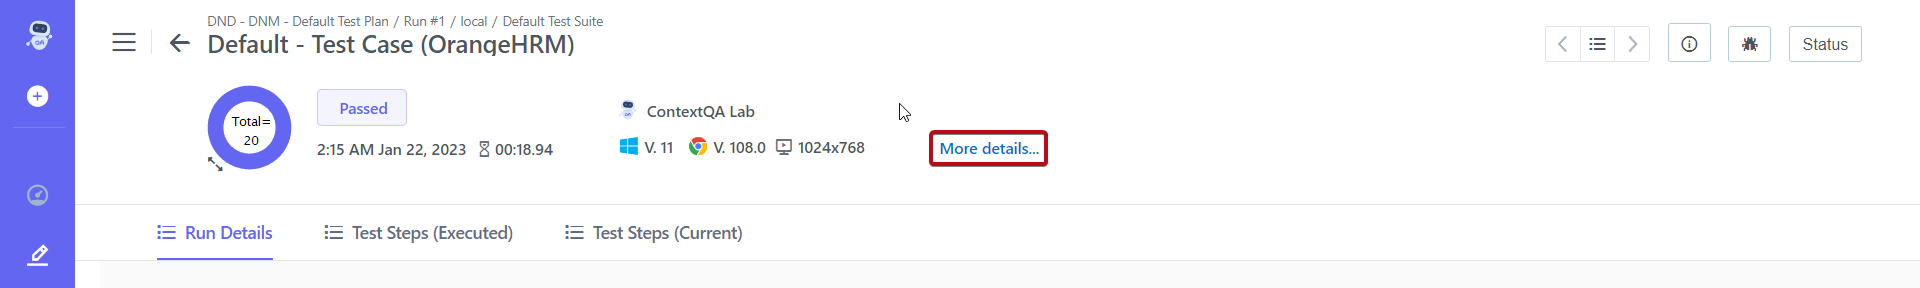 DND - DNM - Default Test Plan / Run #1 / local / Default Test Suite
Default - Test Case (OrangeHRM)
Status
Total=
20
Passed
2:15 AM Jan 22, 2023 00:18.94
ContextQA Lab
V. 11 V. 108.0 1024x768
More details...
Run Details
Test Steps (Executed)
Test Steps (Current)